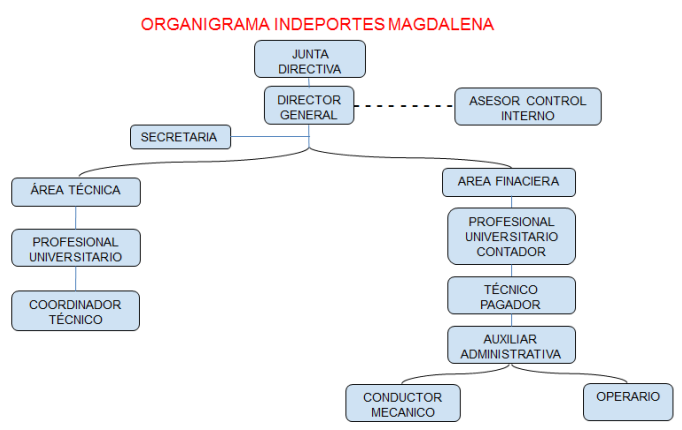 ORGANIGRAMA INDEPORTES MAGDALENA
JUNTA
DIRECTIVA
DIRECTOR
GENERAL
ASESOR CONTROL
INTERNO
SECRETARIA
ÁREA TÉCNICA
AREA FINACIERA
PROFESIONAL
UNIVERSITARIO
PROFESIONAL
UNIVERSITARIO
CONTADOR
COORDINADOR
TÉCNICO
TÉCNICO
PAGADOR
AUXILIAR
ADMINISTRATIVA
CONDUCTOR
MECANICO
OPERARIO